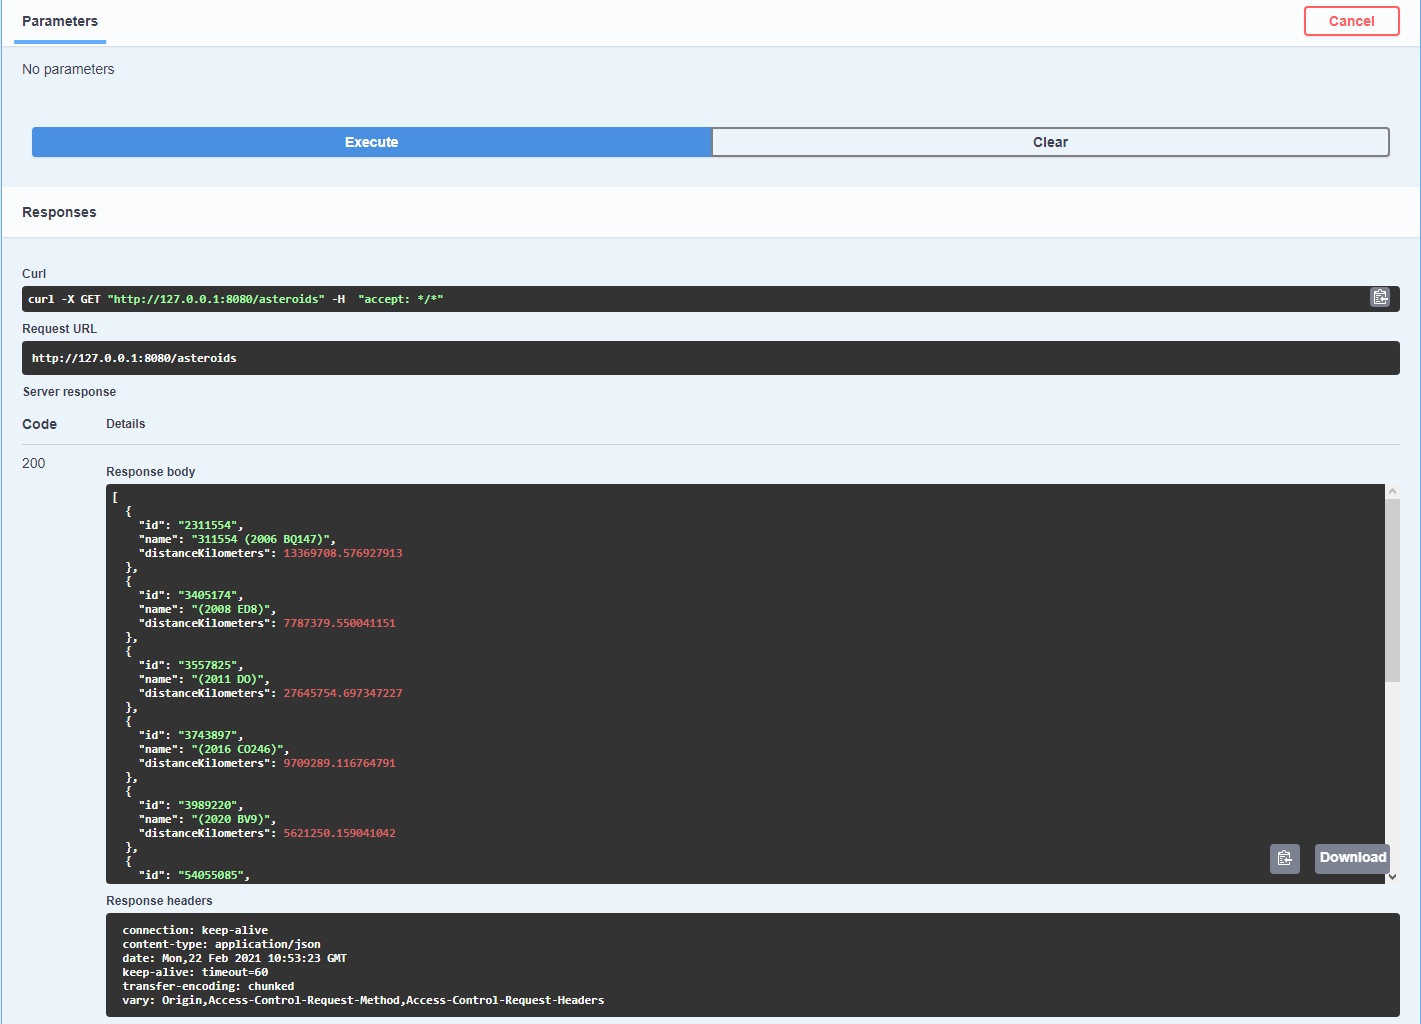 Parameters
Cancel
No parameters
Execute
Clear
Responses
Curl
curl -X GET "http://127.0.0.1:8080/asteroids" -H  "accept: */*"
Request URL
http://127.0.0.1:8080/asteroids
Server response
Code
Details
200
Response body
[
  {
    "id": "2311554",
    "name": "311554 (2006 BQ147)",
    "distanceKilometers": 13369708.576927913
  },
  {
    "id": "3405174",
    "name": "(2008 ED8)",
    "distanceKilometers": 7787379.550041151
  },
  {
    "id": "3557825",
    "name": "(2011 DO)",
    "distanceKilometers": 27645754.697347227
  },
  {
    "id": "3743897",
    "name": "(2016 CO246)",
    "distanceKilometers": 9709289.116764791
  },
  {
    "id": "3989220",
    "name": "(2020 BV9)",
    "distanceKilometers": 5621250.159041042
  },
  {
    "id": "54055085",
Download
Response headers
connection: keep-alive
content-type: application/json
date: Mon,22 Feb 2021 10:53:23 GMT
keep-alive: timeout=60
transfer-encoding: chunked
vary: Origin,Access-Control-Request-Method,Access-Control-Request-Headers